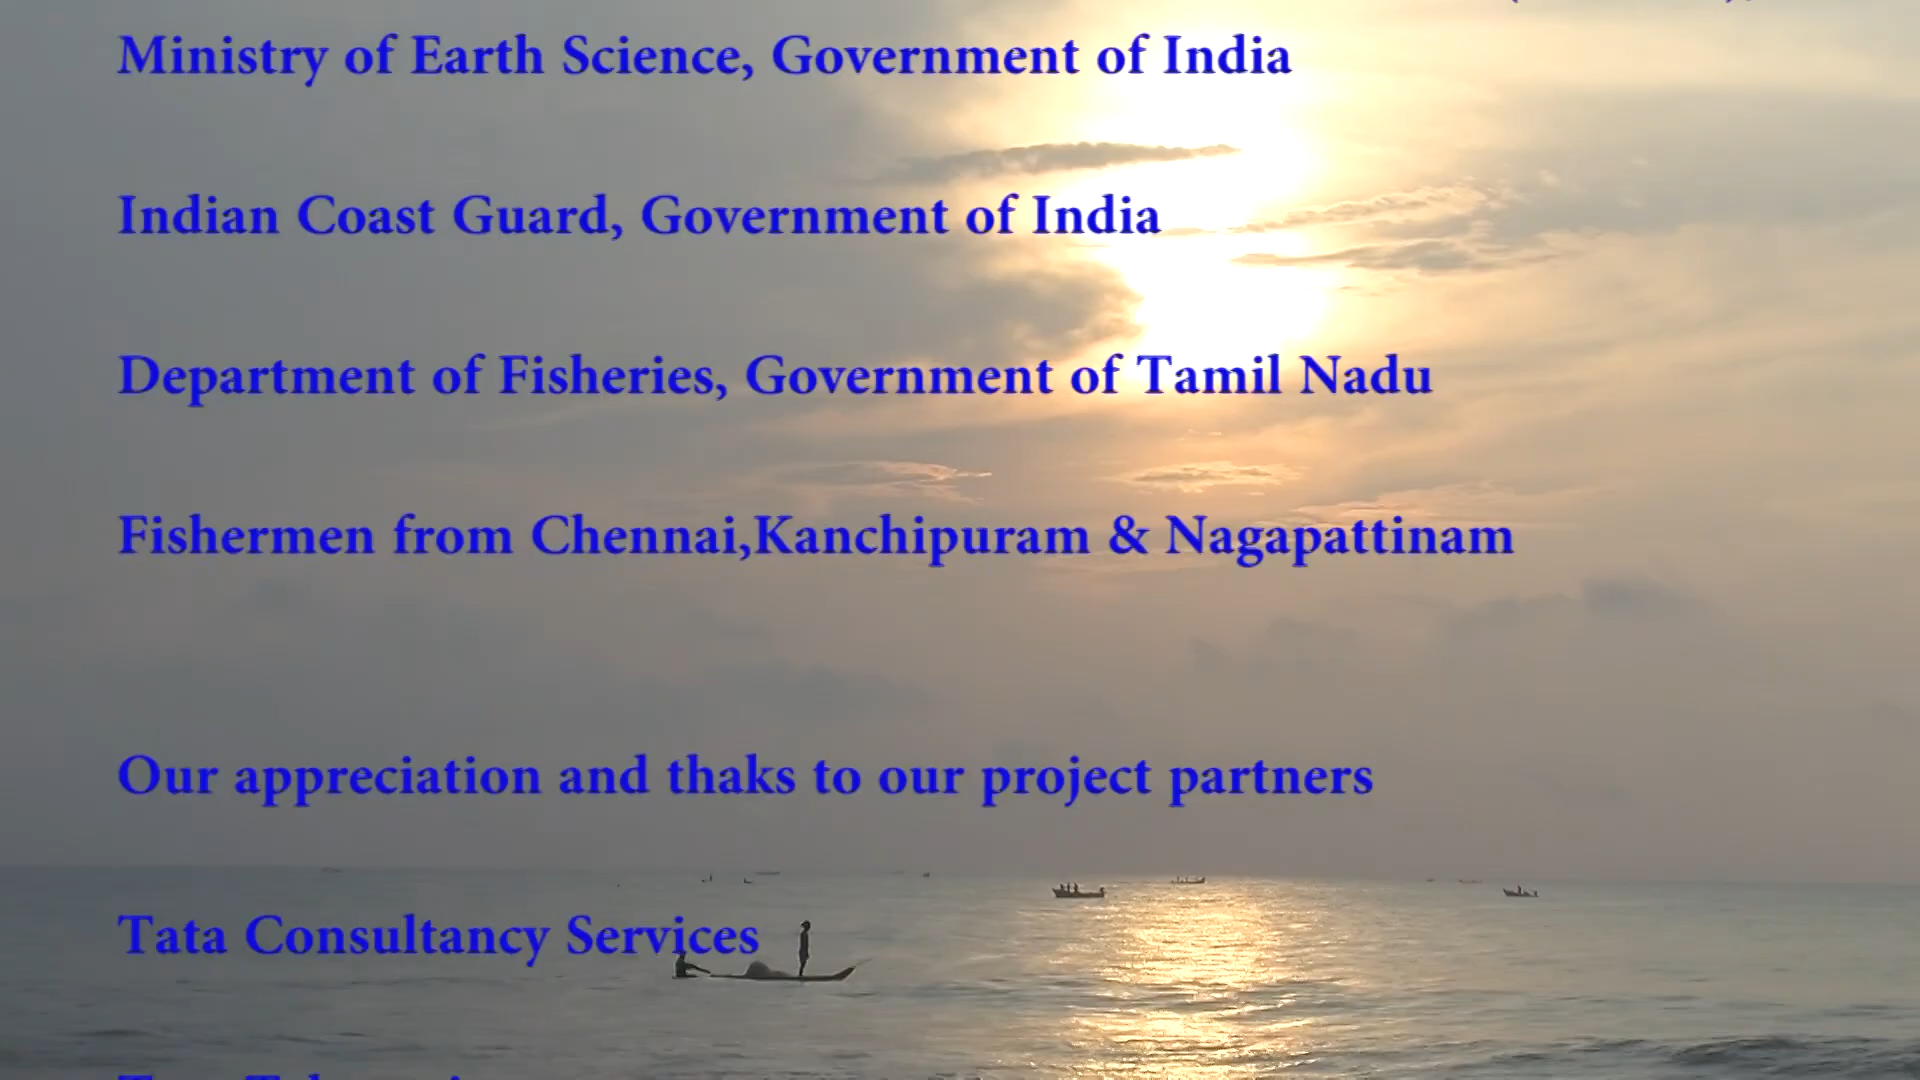 Ministry of Earth Science, Government of India
Indian Coast Guard, Government of India
Department of Fisheries, Government of Tamil Nadu
Fishermen from Chennai,Kanchipuram & Nagapattinam
Our appreciation and thaks to our project partners
Tata Consultancy Services